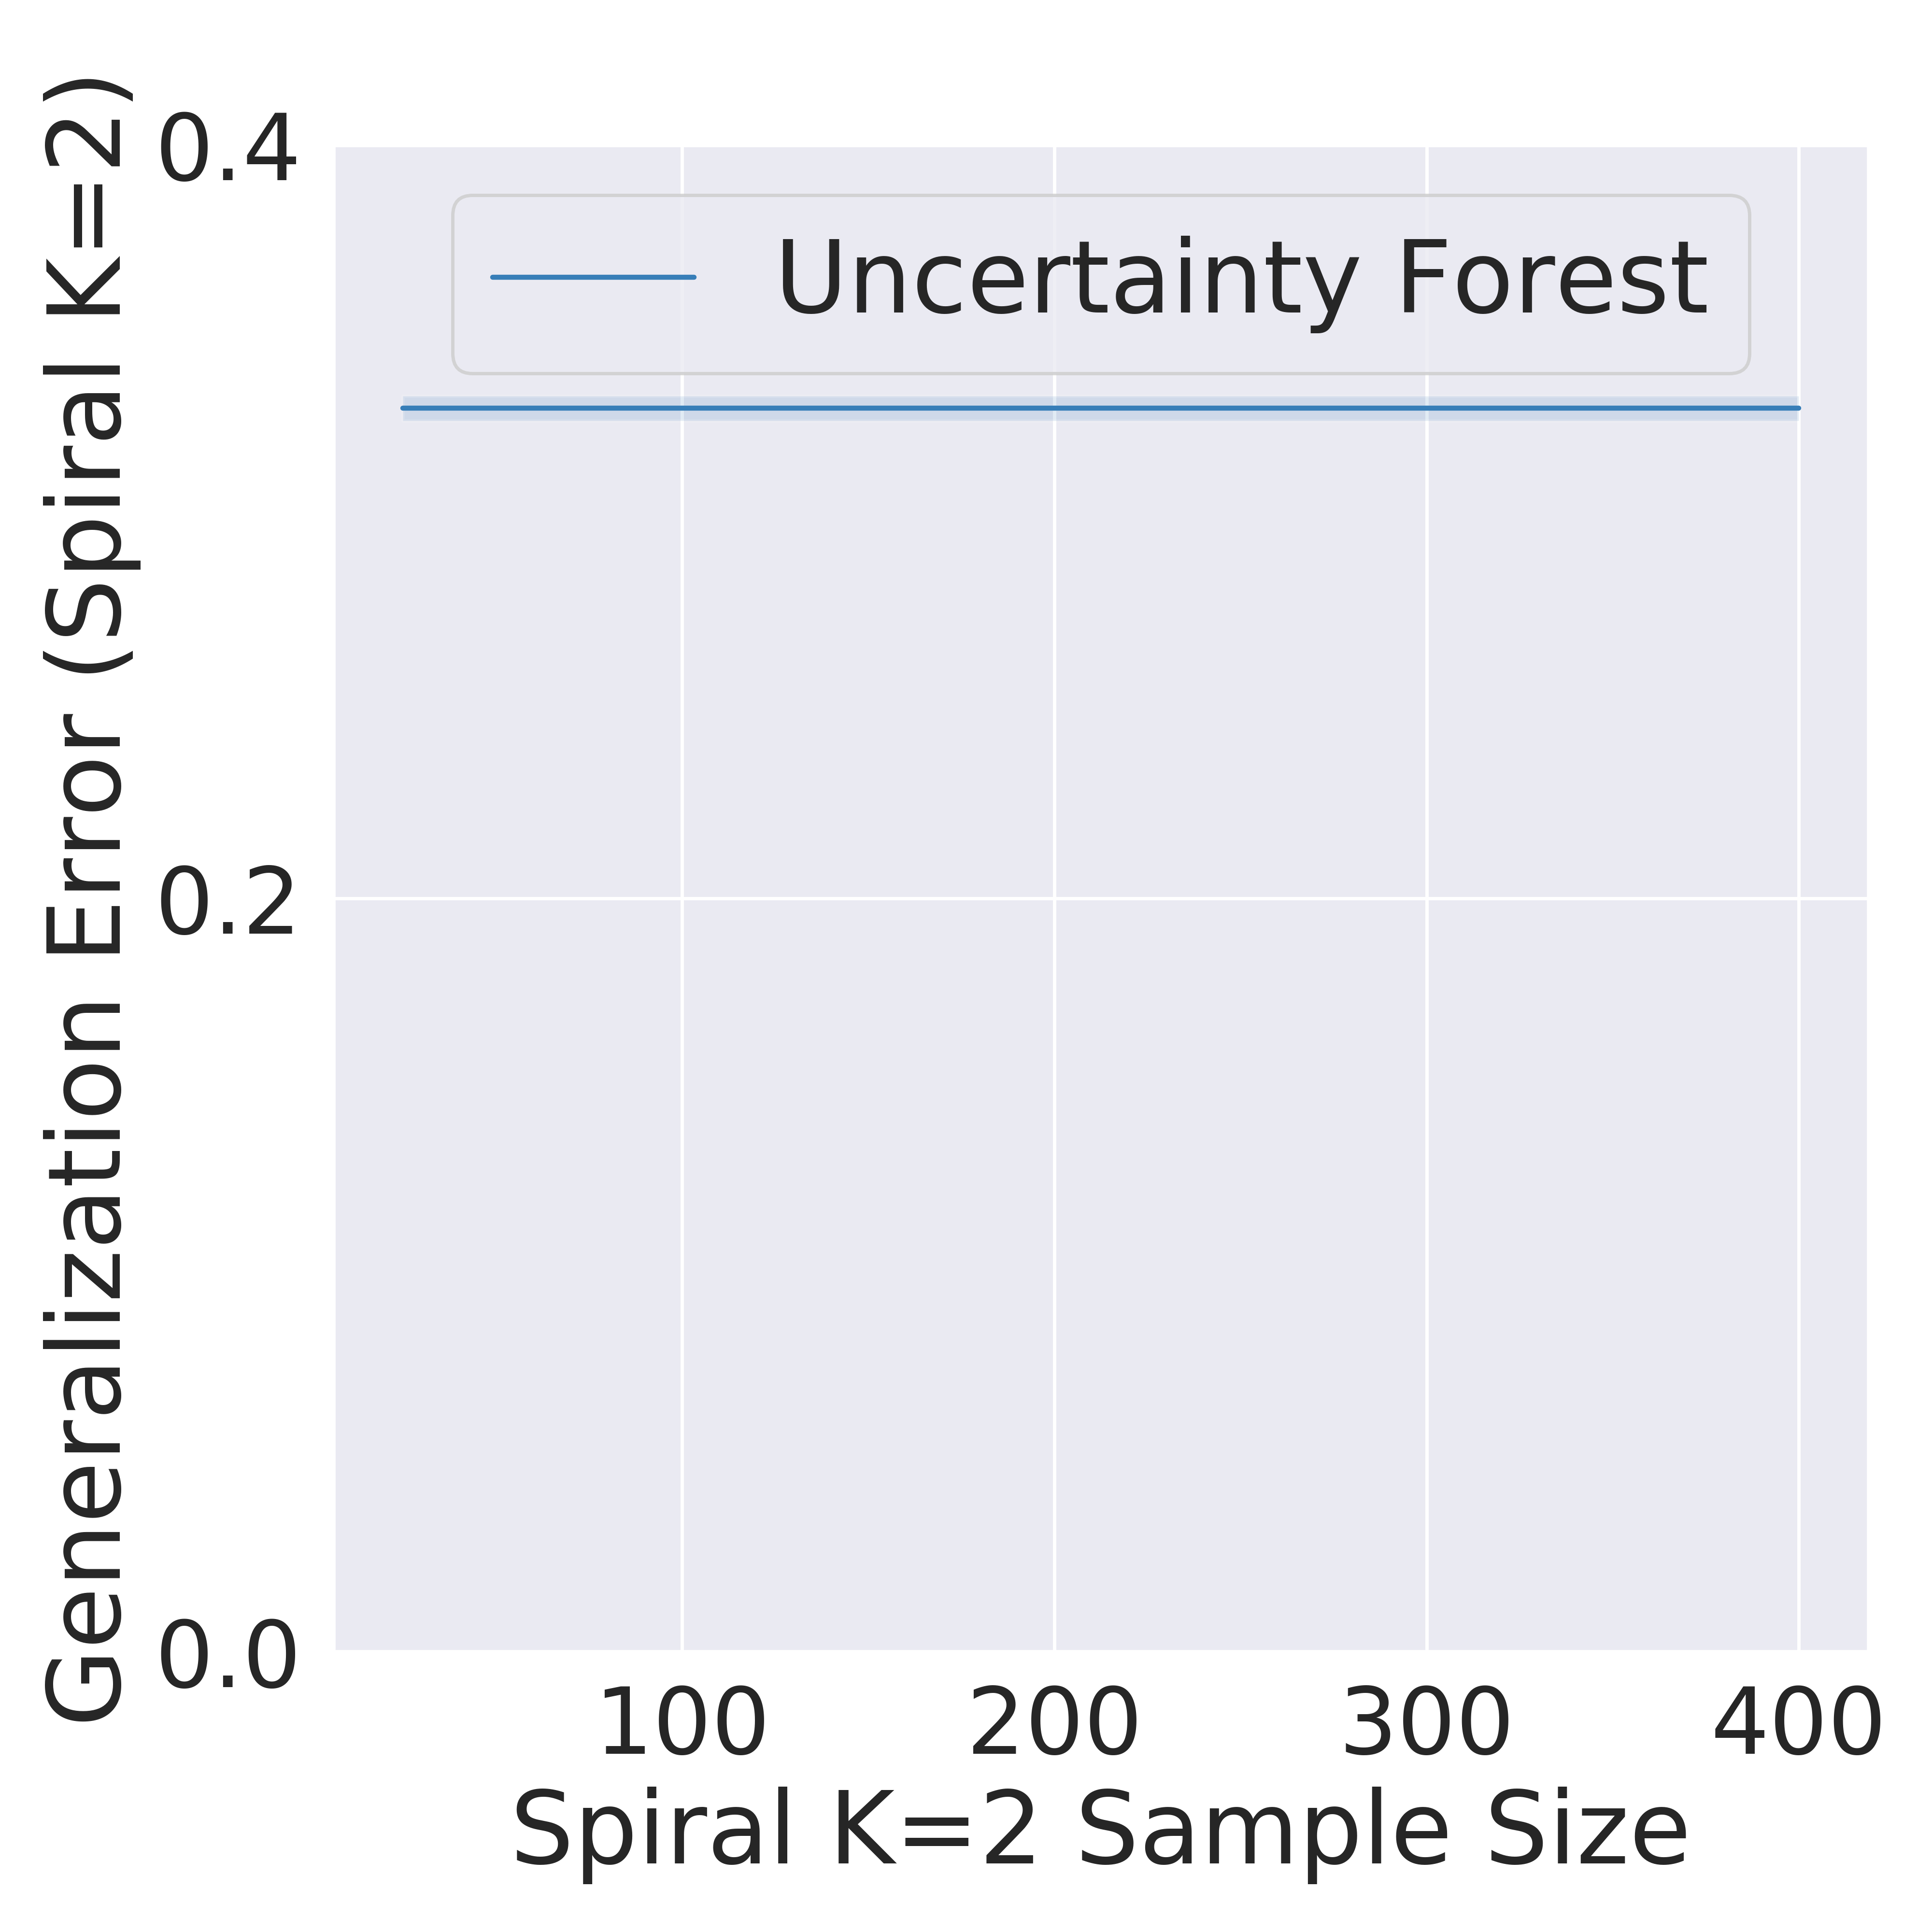 Generalization Error (Spiral K=2)
0.4
0.2
0.0
Uncertainty Forest
100 200 300 400
Spiral K=2 Sample Size